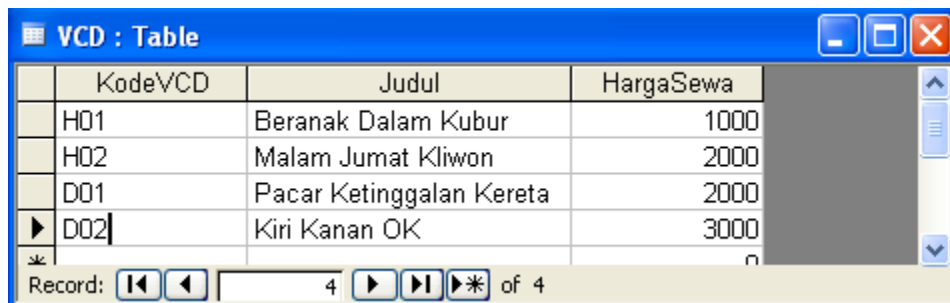 VCD : Table
KodeVCD Judul HargaSewa
H01 Beranak Dalam Kubur 1000
H02 Malam Jumat Kliwon 2000
D01 Pacar Ketinggalan Kereta 2000
D02 Kiri Kanan OK 3000
0
Record: 4 of 4